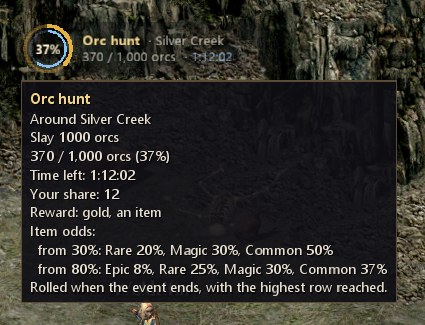 37%
Orc hunt · Silver Creek
370 / 1,000 orcs · 1:12:02
Orc hunt
Around Silver Creek
Slay 1000 orcs
370 / 1,000 orcs (37%)
Time left: 1:12:02
Your share: 12
Reward: gold, an item
Item odds:
from 30%: Rare 20%, Magic 30%, Common 50%
from 80%: Epic 8%, Rare 25%, Magic 30%, Common 37%
Rolled when the event ends, with the highest row reached.